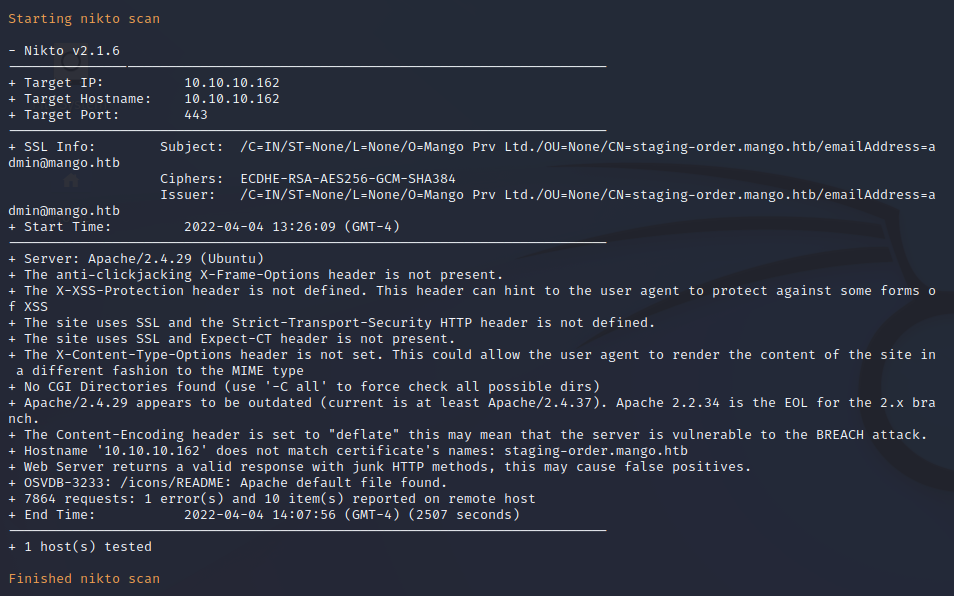 Starting nikto scan
- Nikto v2.1.6
+ Target IP:          10.10.10.162
+ Target Hostname:    10.10.10.162
+ Target Port:        443
+ SSL Info:        Subject:  /C=IN/ST=None/L=None/O=Mango Prv Ltd./OU=None/CN=staging-order.mango.htb/emailAddress=a
dmin@mango.htb
                   Ciphers:  ECDHE-RSA-AES256-GCM-SHA384
                   Issuer:   /C=IN/ST=None/L=None/O=Mango Prv Ltd./OU=None/CN=staging-order.mango.htb/emailAddress=a
dmin@mango.htb
+ Start Time:         2022-04-04 13:26:09 (GMT-4)
+ Server: Apache/2.4.29 (Ubuntu)
+ The anti-clickjacking X-Frame-Options header is not present.
+ The X-XSS-Protection header is not defined. This header can hint to the user agent to protect against some forms o
f XSS
+ The site uses SSL and the Strict-Transport-Security HTTP header is not defined.
+ The site uses SSL and Expect-CT header is not present.
+ The X-Content-Type-Options header is not set. This could allow the user agent to render the content of the site in
 a different fashion to the MIME type
+ No CGI Directories found (use '-C all' to force check all possible dirs)
+ Apache/2.4.29 appears to be outdated (current is at least Apache/2.4.37). Apache 2.2.34 is the EOL for the 2.x bra
nch.
+ The Content-Encoding header is set to "deflate" this may mean that the server is vulnerable to the BREACH attack.
+ Hostname '10.10.10.162' does not match certificate's names: staging-order.mango.htb
+ Web Server returns a valid response with junk HTTP methods, this may cause false positives.
+ OSVDB-3233: /icons/README: Apache default file found.
+ 7864 requests: 1 error(s) and 10 item(s) reported on remote host
+ End Time:           2022-04-04 14:07:56 (GMT-4) (2507 seconds)
+ 1 host(s) tested
Finished nikto scan